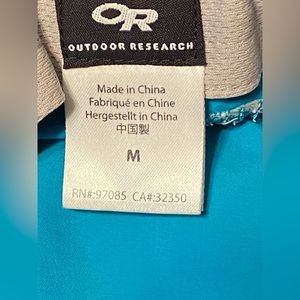 OR
OUTDOOR RESEARCH
Made in China
Fabriqué en Chine
Hergestellt in China
中国製
M
RN#:97085 CA#:32350